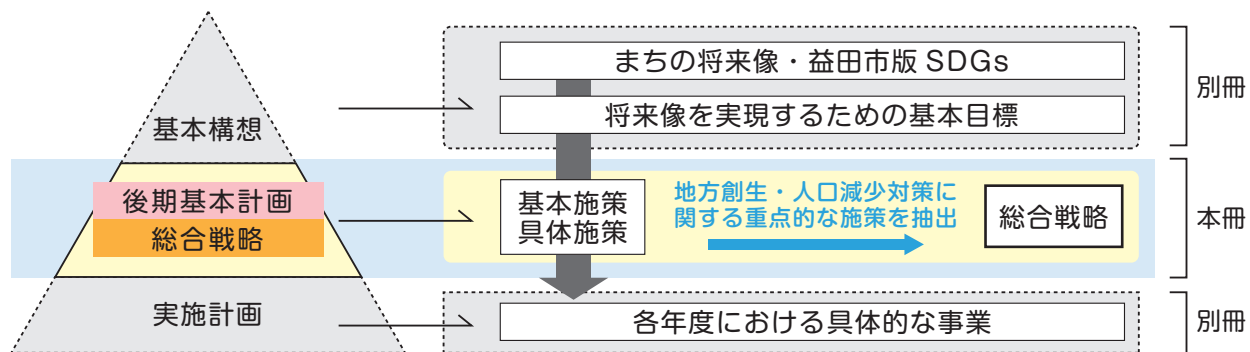 基本構想
後期基本計画
総合戦略
実施計画
まちの将来像・益田市版 SDGs
将来像を実現するための基本目標
基本施策
具体施策
地方創生・人口減少対策に
関する重点的な施策を抽出
総合戦略
各年度における具体的な事業
別冊
本冊
別冊